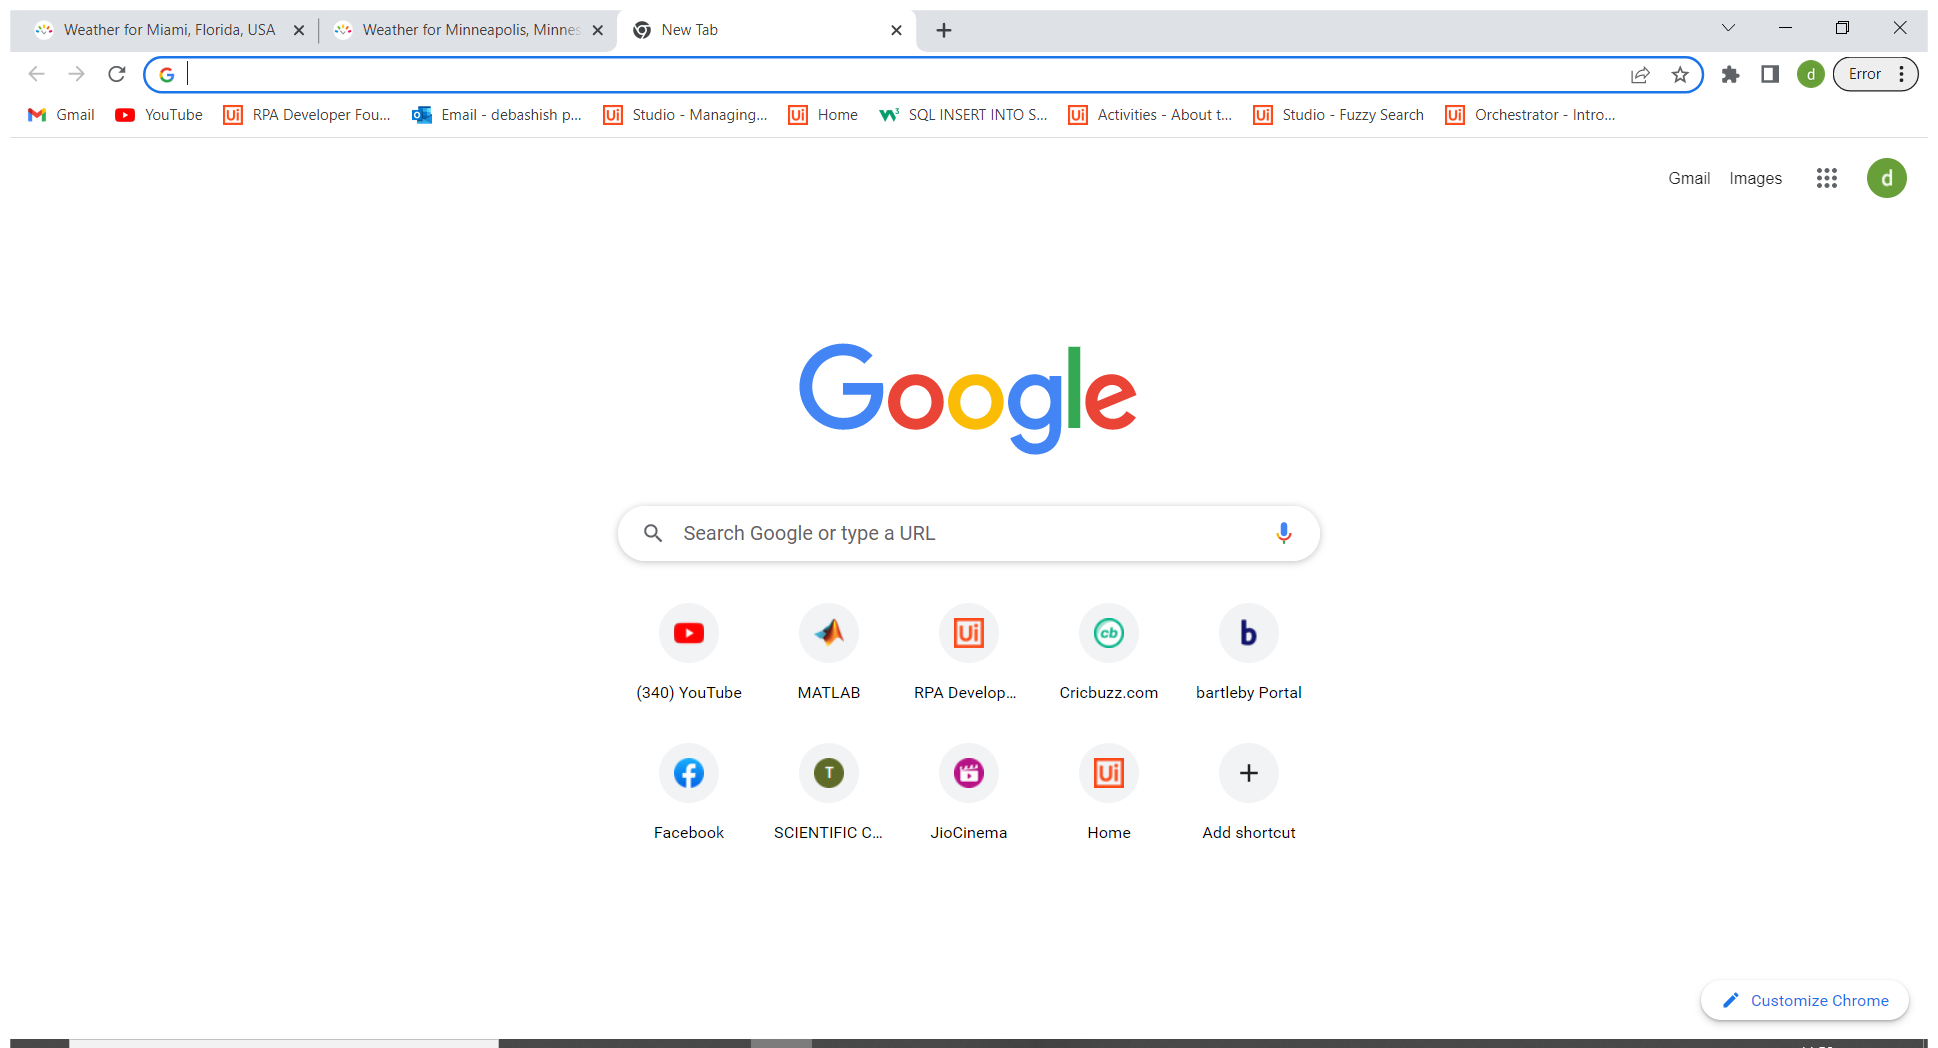 Weather for Miami, Florida, USA
Weather for Minneapolis, Minnes
New Tab
Error
d
Gmail
YouTube
RPA Developer Fou...
Email - debashish p...
Studio - Managing...
Home
SQL INSERT INTO S...
Activities - About t...
Studio - Fuzzy Search
Orchestrator - Intro...
Gmail Images d
Google
Search Google or type a URL
(340) YouTube
MATLAB
RPA Develop...
Cricbuzz.com
bartleby Portal
Facebook
SCIENTIFIC C...
JioCinema
Home
Add shortcut
Customize Chrome